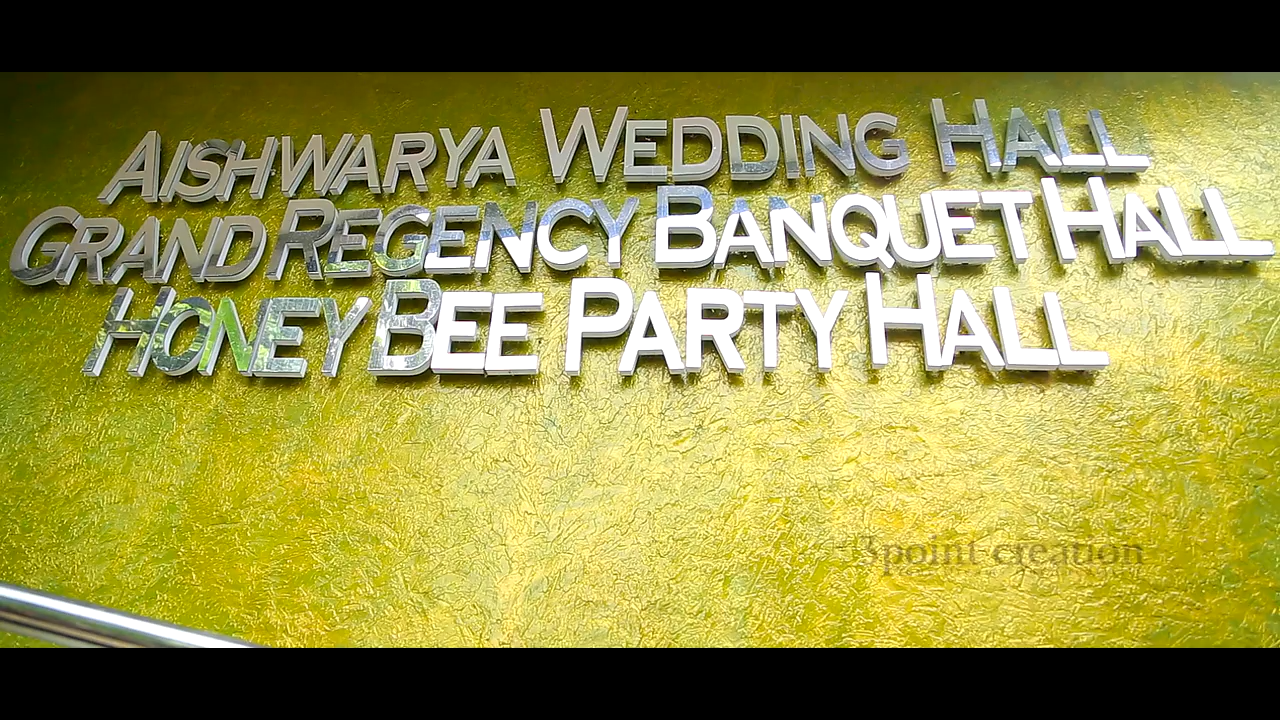 AISHWARYA WEDDING HALL
GRAND REGENCY BANQUET HALL
HONEY BEE PARTY HALL
3point creation